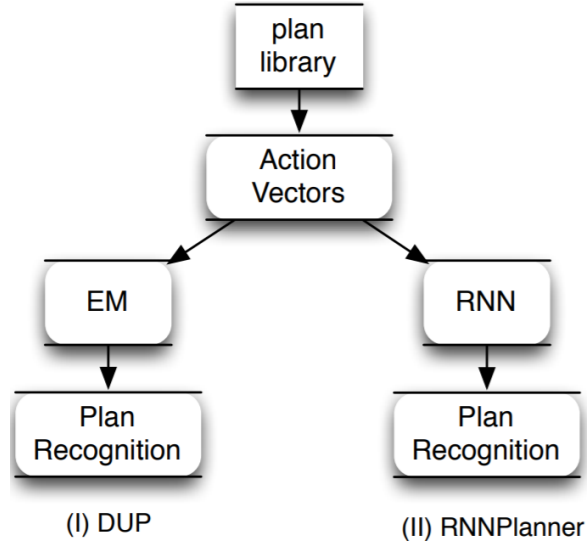 plan
library
Action
Vectors
EM
RNN
Plan
Recognition
Plan
Recognition
(I) DUP
(II) RNNPlanner